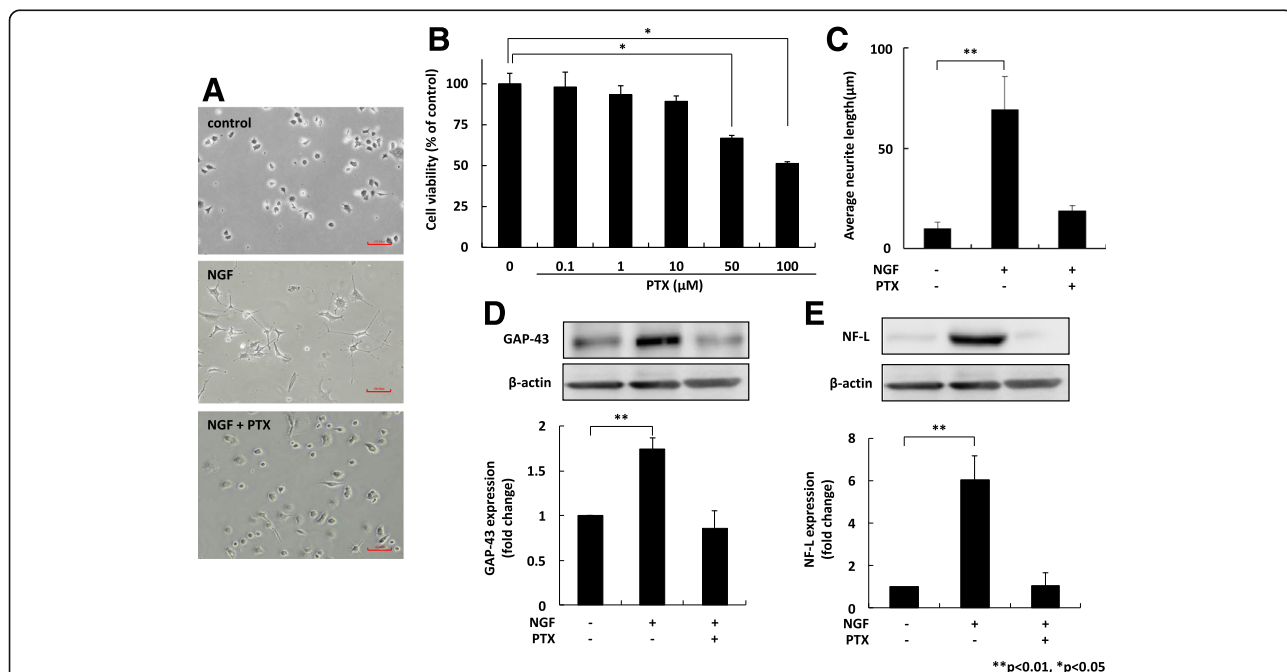 A
control
NGF
NGF + PTX
B
*
*
Cell viability (% of control)
100
75
50
25
0
0 0.1 1 10 50 100
PTX (μM)
C
**
Average neurite length(μm)
100
50
0
NGF - + +
PTX - - +
D
GAP-43
β-actin
**
GAP-43 expression
(fold change)
2
1.5
1
0.5
0
NGF - + +
PTX - - +
E
NF-L
β-actin
**
NF-L expression
(fold change)
8
6
4
2
0
NGF - + +
PTX - - +
**p<0.01, *p<0.05